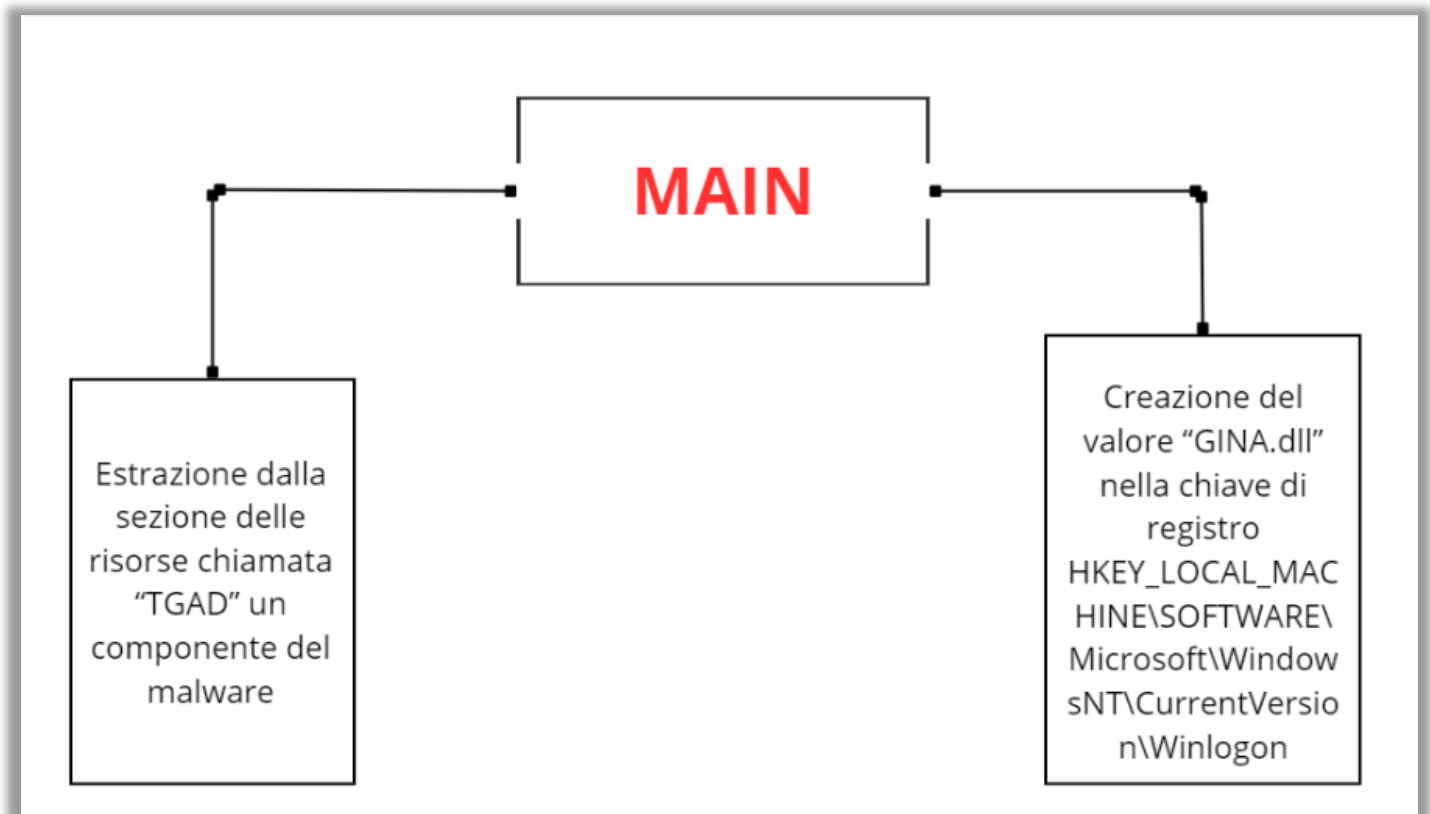 MAIN
Estrazione dalla
sezione delle
risorse chiamata
“TGAD” un
componente del
malware
Creazione del
valore “GINA.dll”
nella chiave di
registro
HKEY_LOCAL_MAC
HINE\SOFTWARE\
Microsoft\Window
sNT\CurrentVersio
n\Winlogon